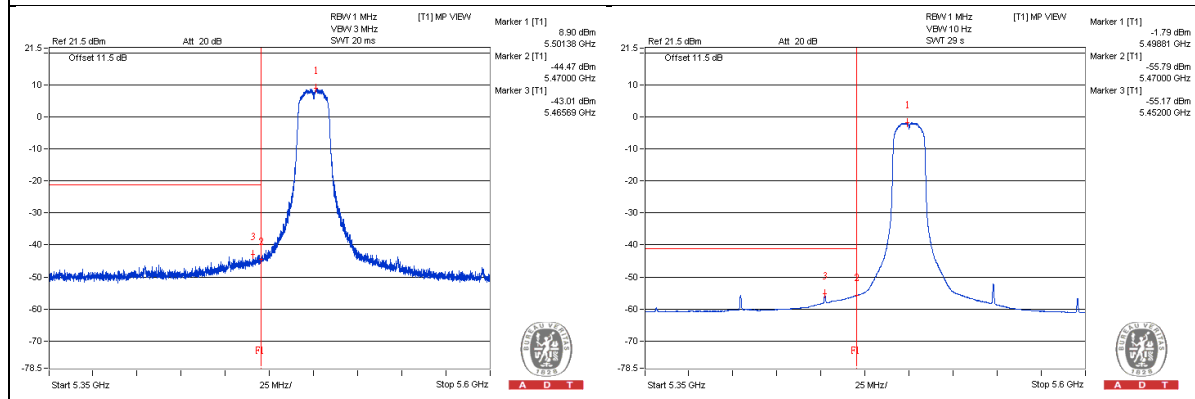 RBW 1 MHz [T1] MP VIEW
VBW 3 MHz
Ref 21.5 dBm Att 20 dB SWT 20 ms
Marker 1 [T1]
8.90 dBm
5.50138 GHz
Marker 2 [T1]
-44.47 dBm
5.47000 GHz
Marker 3 [T1]
-43.01 dBm
5.46569 GHz
21.5
Offset 11.5 dB
1
10
0
-10
-20
-30
3 2
-40
-50
-60
-70
F1
-78.5
Start 5.35 GHz 25 MHz/ Stop 5.6 GHz
BUREAU VERITAS
1828
A D T
RBW 1 MHz [T1] MP VIEW
VBW 10 Hz
Ref 21.5 dBm Att 20 dB SWT 29 s
Marker 1 [T1]
-1.79 dBm
5.49881 GHz
Marker 2 [T1]
-55.79 dBm
5.47000 GHz
Marker 3 [T1]
-55.17 dBm
5.45200 GHz
21.5
Offset 11.5 dB
10
1
0
-10
-20
-30
-40
3 2
-50
-60
-70
F1
-78.5
Start 5.35 GHz 25 MHz/ Stop 5.6 GHz
BUREAU VERITAS
1828
A D T